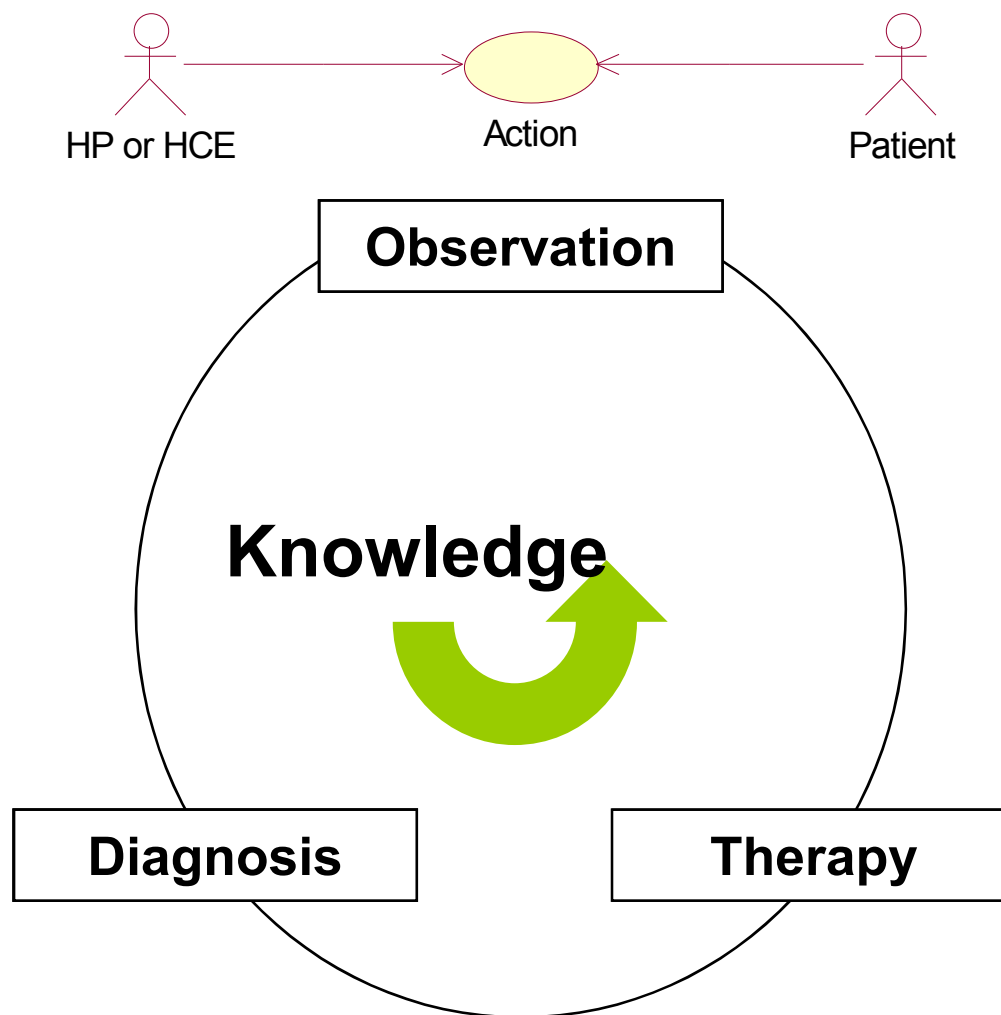 HP or HCE
Action
Patient
Observation
Knowledge
Diagnosis
Therapy